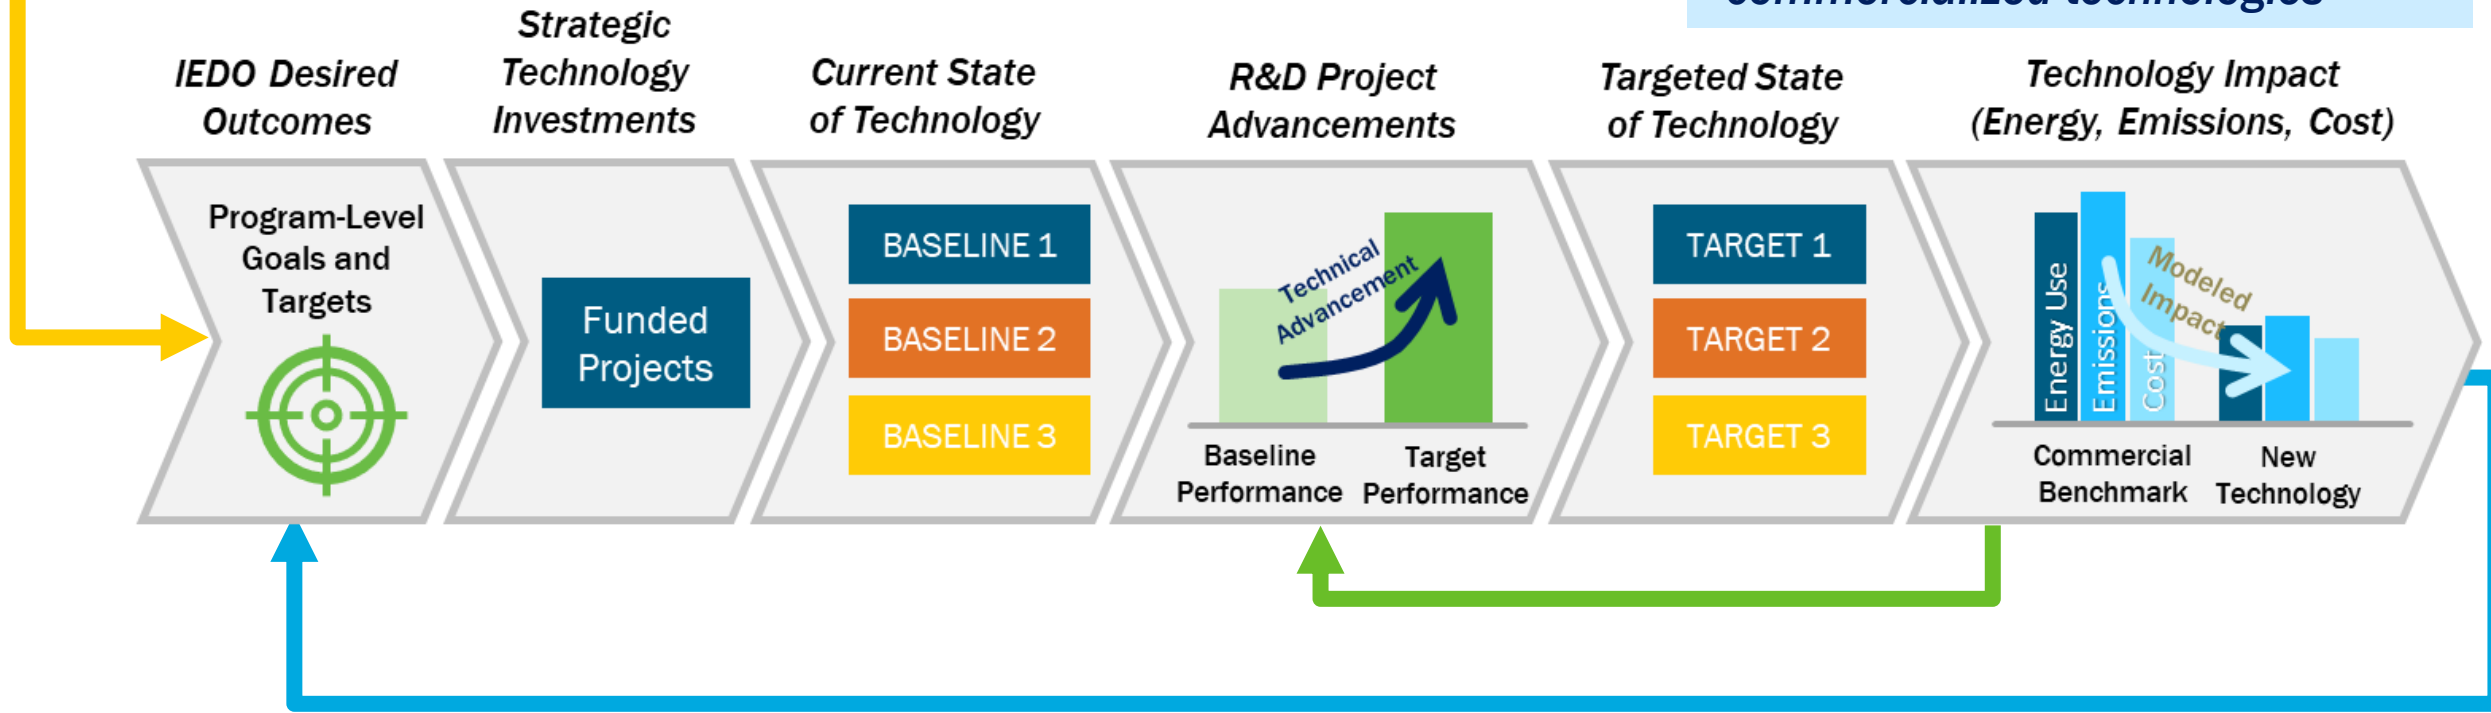 commercialized technologies
IEDO Desired
Outcomes
Strategic
Technology
Investments
Current State
of Technology
R&D Project
Advancements
Targeted State
of Technology
Technology Impact
(Energy, Emissions, Cost)
Program-Level
Goals and
Targets
Funded
Projects
BASELINE 1
BASELINE 2
BASELINE 3
Technical
Advancement
Baseline
Performance
Target
Performance
TARGET 1
TARGET 2
TARGET 3
Energy Use
Emissions
Cost
Modeled
Impact
Commercial
Benchmark
New
Technology